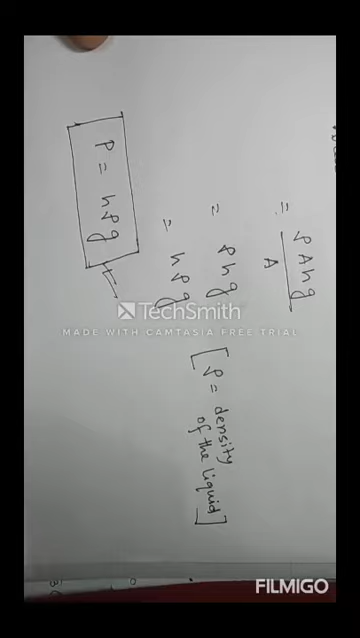 = ρAhg / A
= ρhg [ρ = density of the liquid]
= hρg
P = hρg
TechSmith
MADE WITH CAMTASIA FREE TRIAL
FILMIGO